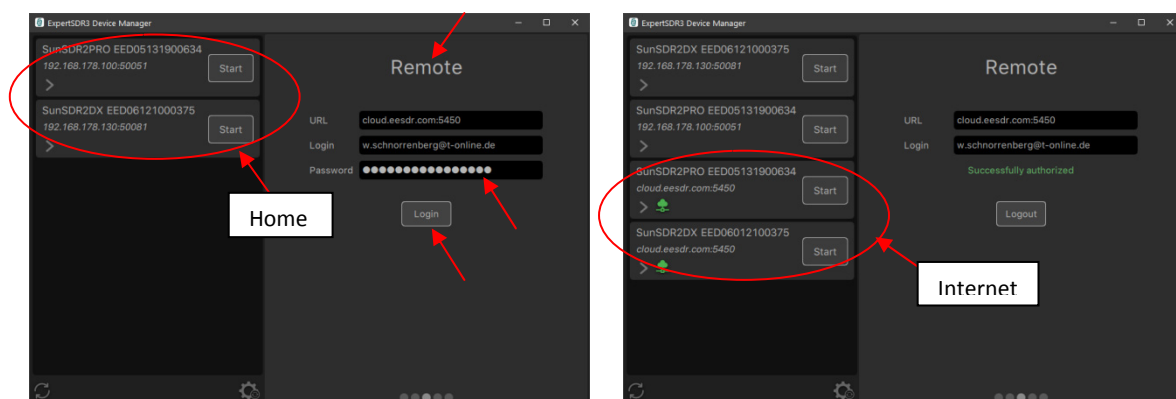 ExpertSDR3 Device Manager
SunSDR2PRO EED05131900634
192.168.178.100:50051
Start
SunSDR2DX EED06121000375
192.168.178.130:50081
Start
Remote
URL cloud.eesdr.com:5450
Login w.schnorrenberg@t-online.de
Password
Login
Home
ExpertSDR3 Device Manager
SunSDR2DX EED06121000375
192.168.178.130:50081
Start
SunSDR2PRO EED05131900634
192.168.178.100:50051
Start
SunSDR2PRO EED05131900634
cloud.eesdr.com:5450
Start
SunSDR2DX EED06012100375
cloud.eesdr.com:5450
Start
Remote
URL cloud.eesdr.com:5450
Login w.schnorrenberg@t-online.de
Successfully authorized
Logout
Internet